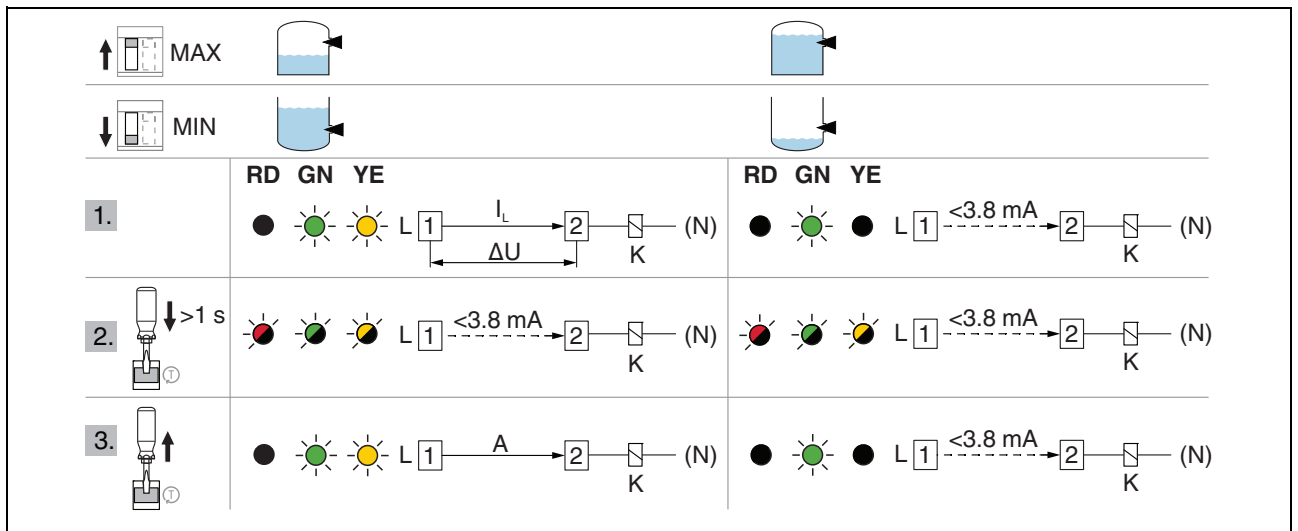 MAX
MIN
RD GN YE RD GN YE
1. L 1 I_L 2 (N) L 1 <3.8 mA 2 (N)
ΔU K K
2. >1 s L 1 <3.8 mA 2 (N) L 1 <3.8 mA 2 (N)
T K K
3. L 1 A 2 (N) L 1 <3.8 mA 2 (N)
T K K